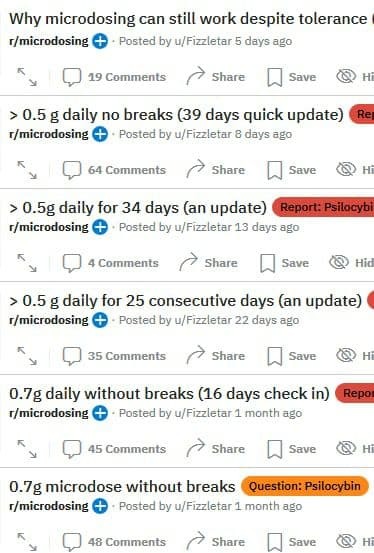 Why microdosing can still work despite tolerance
r/microdosing · Posted by u/Fizzletar 5 days ago
19 Comments Share Save Hi
> 0.5 g daily no breaks (39 days quick update) Rep
r/microdosing · Posted by u/Fizzletar 8 days ago
64 Comments Share Save Hi
> 0.5g daily for 34 days (an update) Report: Psilocybi
r/microdosing · Posted by u/Fizzletar 13 days ago
4 Comments Share Save Hid
> 0.5 g daily for 25 consecutive days (an update)
r/microdosing · Posted by u/Fizzletar 22 days ago
35 Comments Share Save Hi
0.7g daily without breaks (16 days check in) Repor
r/microdosing · Posted by u/Fizzletar 1 month ago
45 Comments Share Save Hi
0.7g microdose without breaks Question: Psilocybin
r/microdosing · Posted by u/Fizzletar 1 month ago
48 Comments Share Save Hi